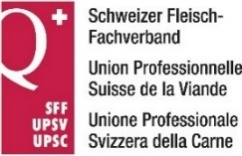 Q+
SFF
UPSV
UPSC
Schweizer Fleisch-
Fachverband
Union Professionnelle
Suisse de la Viande
Unione Professionale
Svizzera della Carne